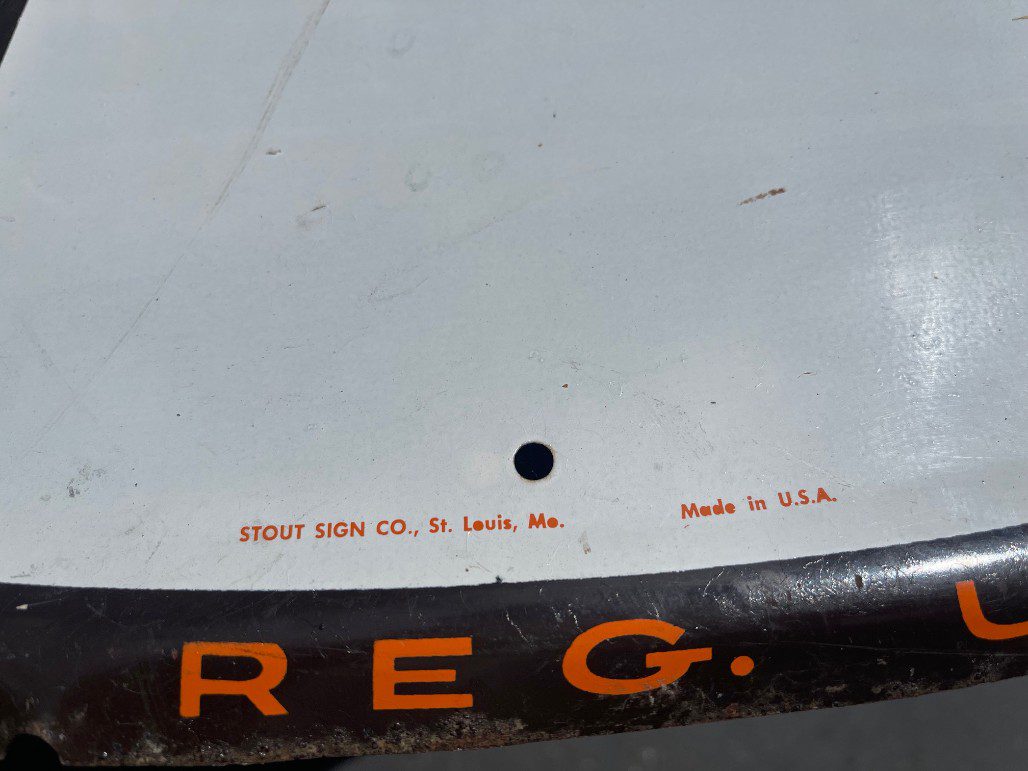 STOUT SIGN CO., St. Louis, Mo. Made in U.S.A.
REG. U